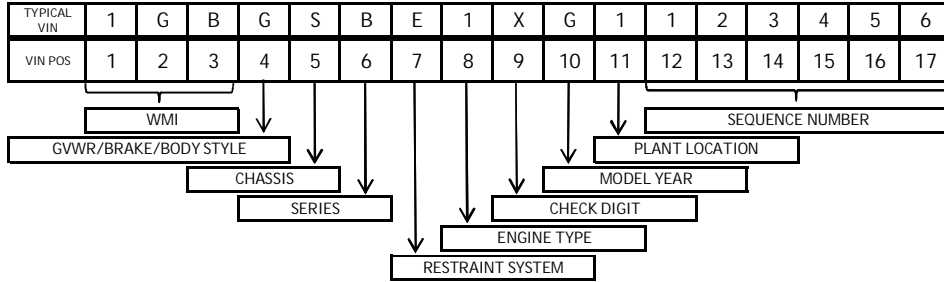 TYPICAL VIN 1 G B G S B E 1 X G 1 1 2 3 4 5 6
VIN POS 1 2 3 4 5 6 7 8 9 10 11 12 13 14 15 16 17
WMI SEQUENCE NUMBER
GVWR/BRAKE/BODY STYLE PLANT LOCATION
CHASSIS MODEL YEAR
SERIES CHECK DIGIT
ENGINE TYPE
RESTRAINT SYSTEM